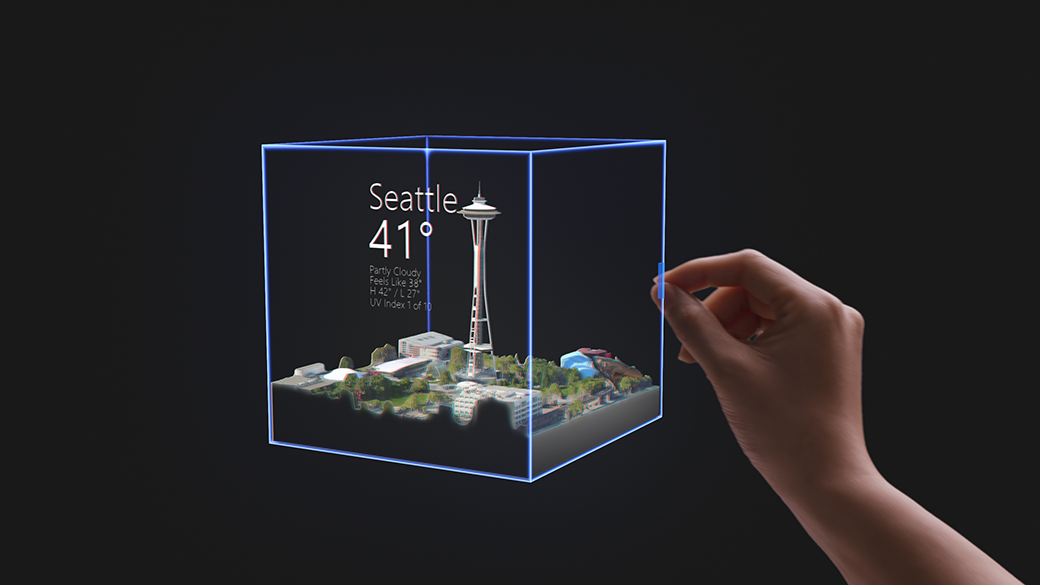 Seattle
41°
Partly Cloudy
Feels Like 38°
H 42° / L 27°
UV Index 1 of 10